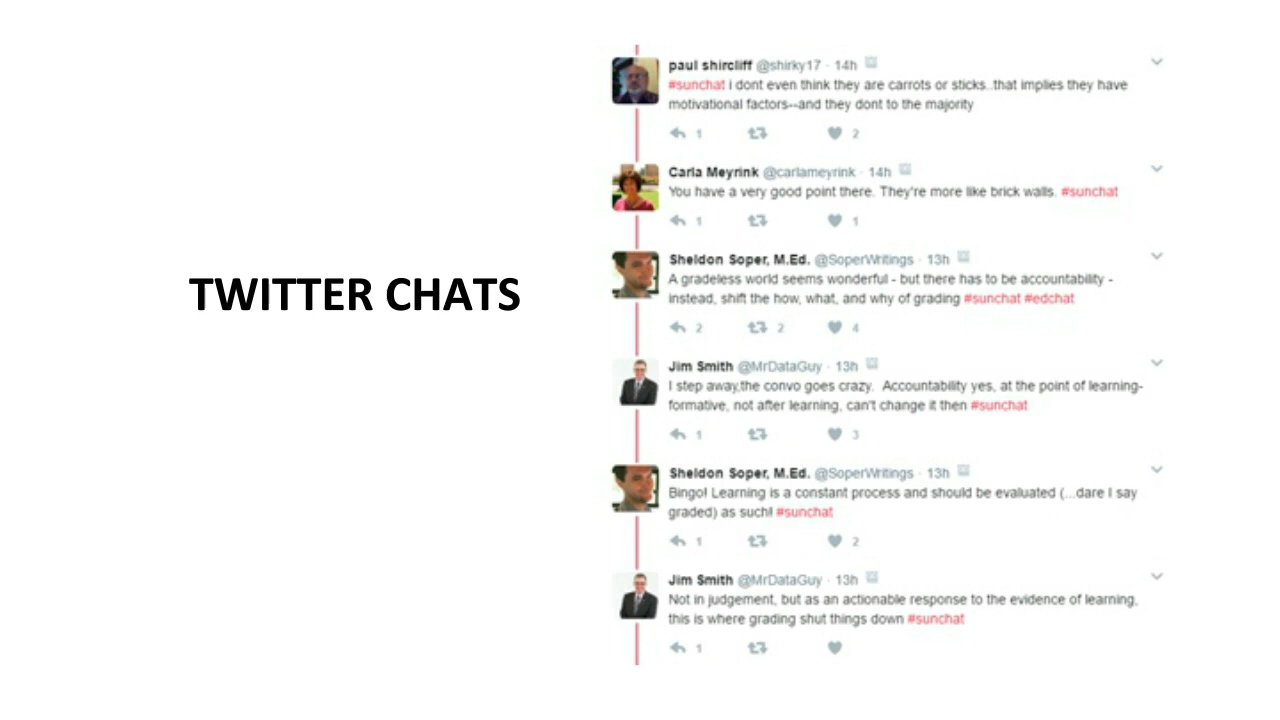 TWITTER CHATS
paul shircliff @shirky17 · 14h
#sunchat i dont even think they are carrots or sticks..that implies they have
motivational factors--and they dont to the majority
1 2
Carla Meyrink @carlameyrink · 14h
You have a very good point there. They're more like brick walls. #sunchat
1 1
Sheldon Soper, M.Ed. @SoperWritings · 13h
A gradeless world seems wonderful - but there has to be accountability -
instead, shift the how, what, and why of grading #sunchat #edchat
2 2 4
Jim Smith @MrDataGuy · 13h
I step away,the convo goes crazy.  Accountability yes, at the point of learning-
formative, not after learning, can't change it then #sunchat
1 3
Sheldon Soper, M.Ed. @SoperWritings · 13h
Bingo! Learning is a constant process and should be evaluated (...dare I say
graded) as such! #sunchat
1 2
Jim Smith @MrDataGuy · 13h
Not in judgement, but as an actionable response to the evidence of learning,
this is where grading shut things down #sunchat
1